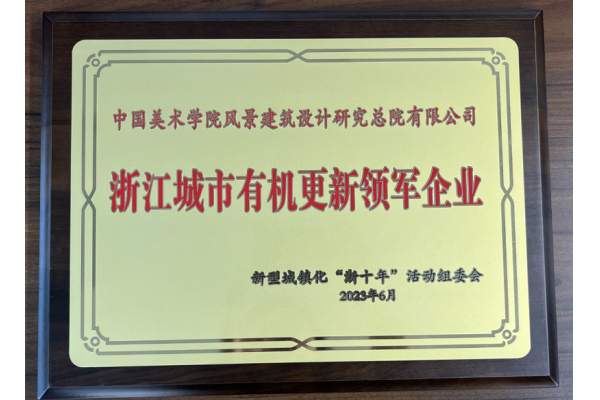 中国美术学院风景建筑设计研究总院有限公司
浙江城市有机更新领军企业
新型城镇化“新十年”活动组委会
2023年6月